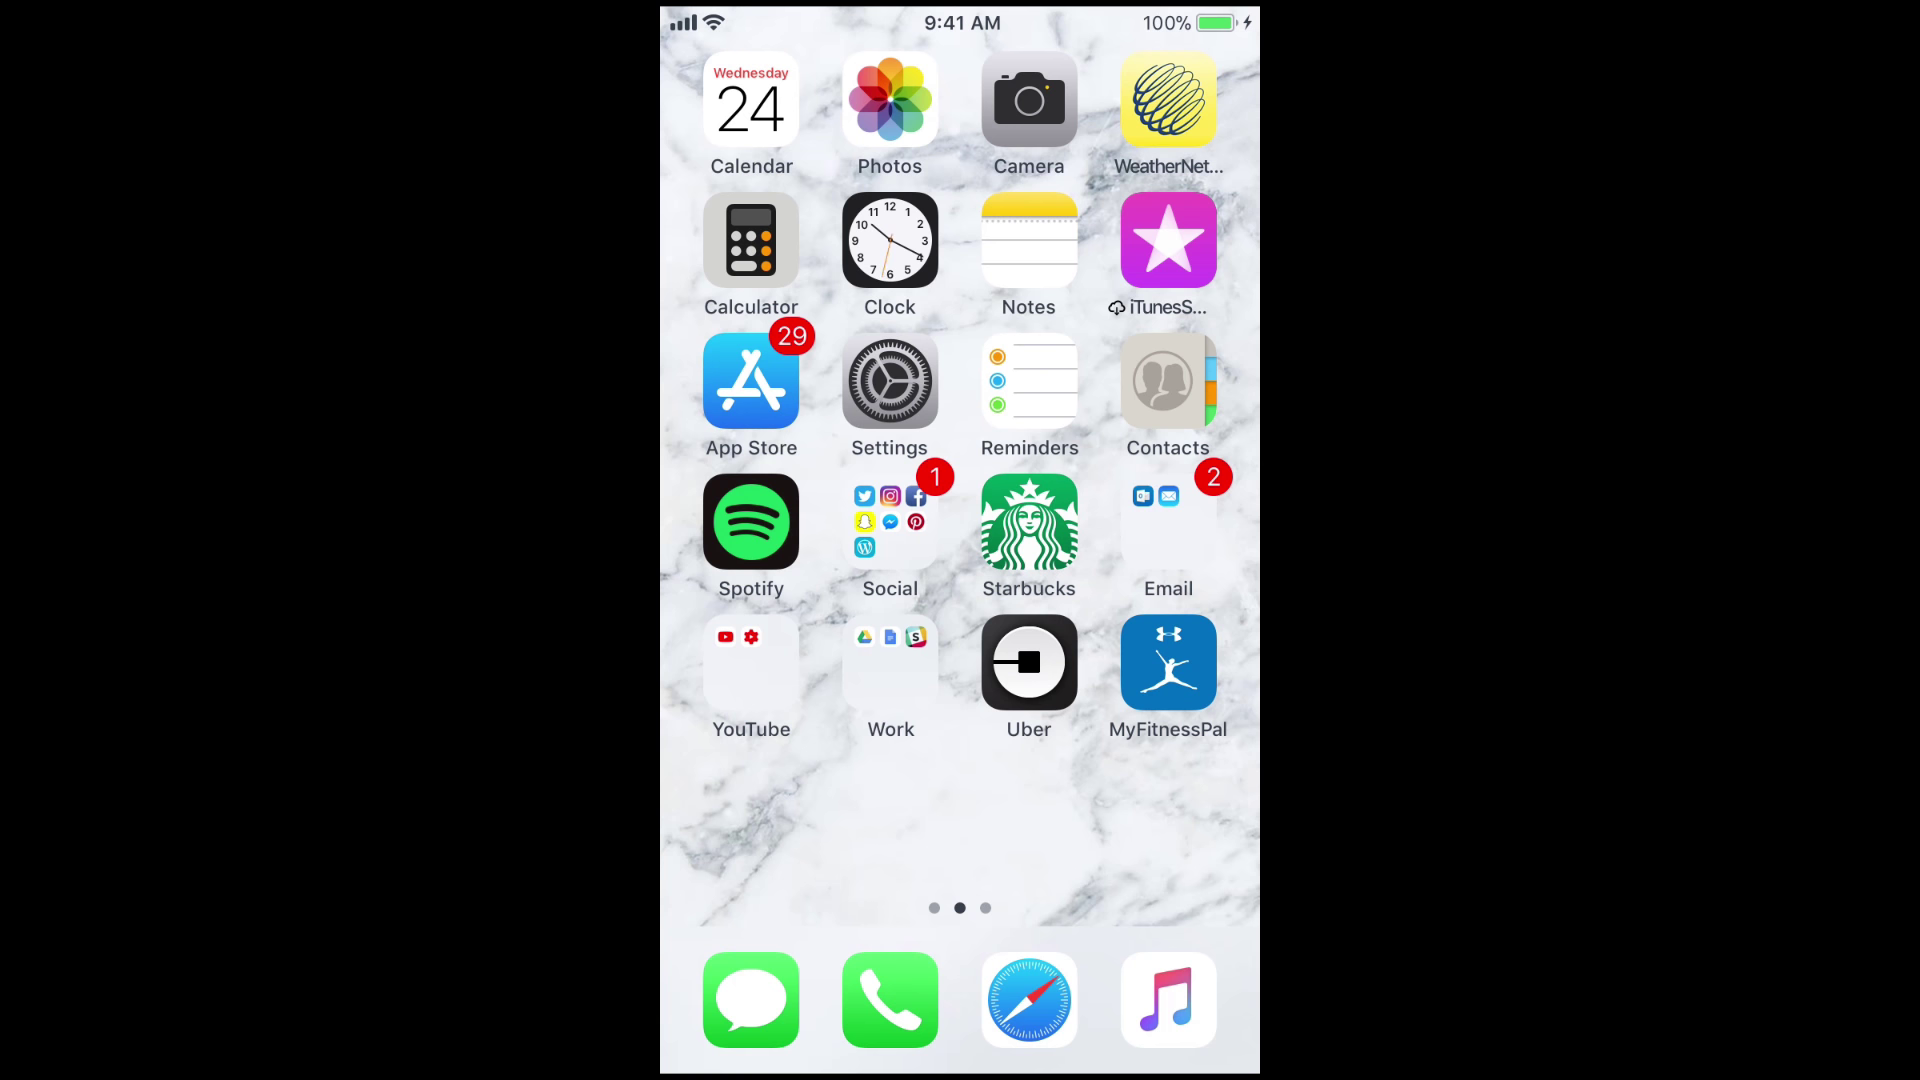 9:41 AM
100%
Wednesday
24
Calendar
Photos
Camera
WeatherNet...
12
11
1
10
2
9
3
8
4
7
5
6
Calculator
Clock
Notes
iTunesS...
29
App Store
Settings
Reminders
Contacts
1
2
Spotify
Social
Starbucks
Email
S
YouTube
Work
Uber
MyFitnessPal